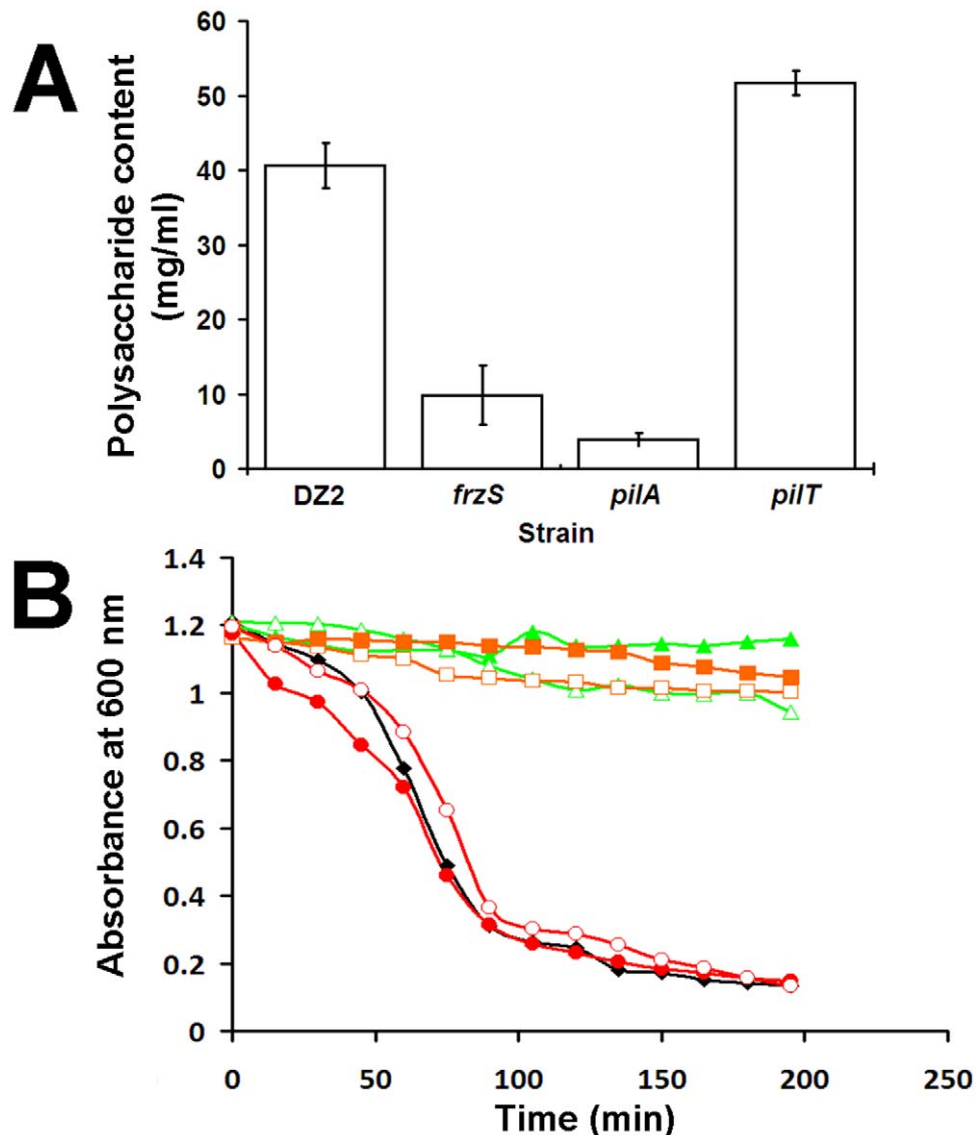 A
Polysaccharide content
(mg/ml)
60
50
40
30
20
10
0
DZ2 frzS pilA pilT
Strain
B
Absorbance at 600 nm
1.4
1.2
1
0.8
0.6
0.4
0.2
0
0 50 100 150 200 250
Time (min)